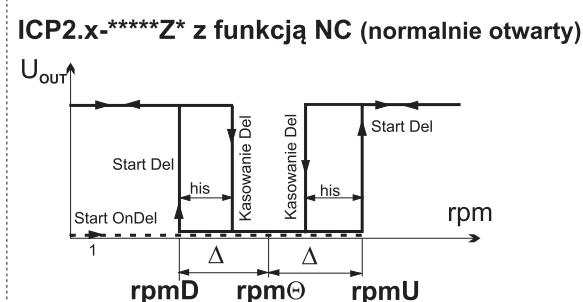 ICP2.x-*****Z* z funkcją NC (normalnie otwarty)
UOUT
Start Del
Kasowanie Del
Kasowanie Del
Start Del
his
his
Start OnDel
rpm
1
Δ
Δ
rpmD rpmΘ rpmU